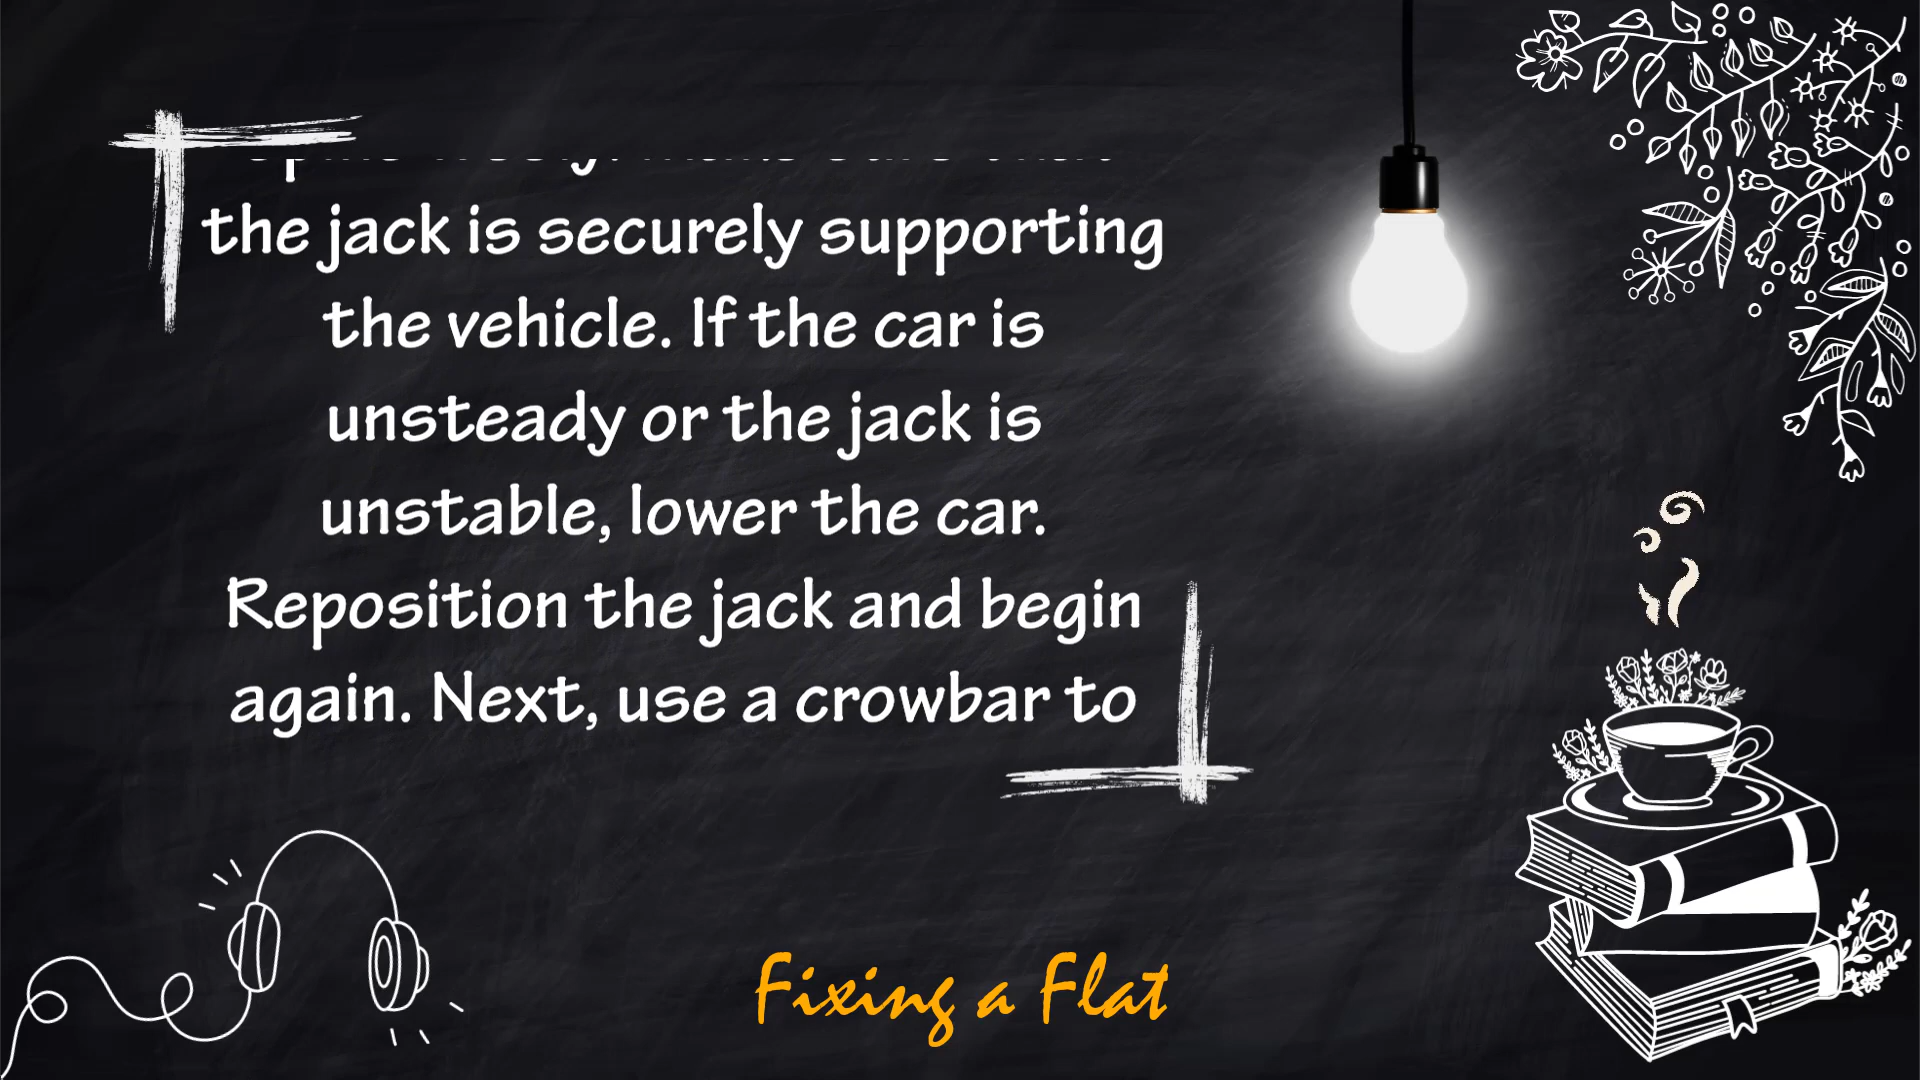 the jack is securely supporting
the vehicle. If the car is
unsteady or the jack is
unstable, lower the car.
Reposition the jack and begin
again. Next, use a crowbar to
Fixing a Flat